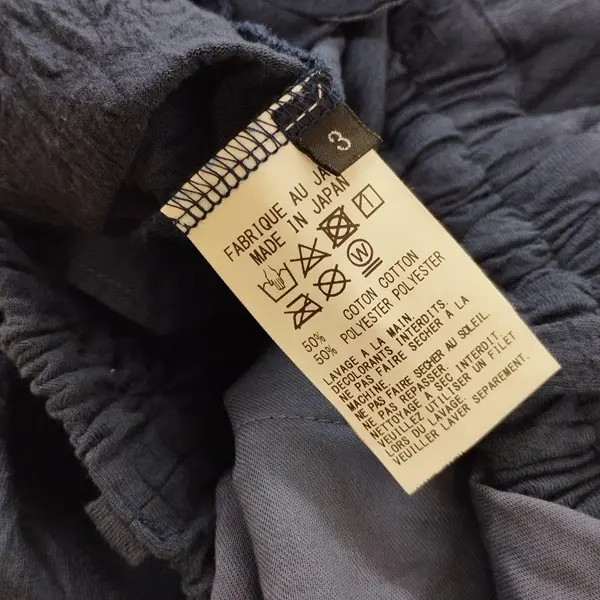 3
FABRIQUE AU JA
MADE IN JAPAN
W
50% COTON COTTON
50% POLYESTER POLYESTER
LAVAGE A LA MAIN.
DECOLORANTS INTERDITS.
NE PAS FAIRE SECHER A LA
MACHINE.
NE PAS FAIRE SECHER AU SOLEIL.
NE PAS REPASSER.
NETTOYAGE A SEC INTERDIT.
VEUILLEZ UTILISER UN FILET
LORS DU LAVAGE.
VEUILLER LAVER SEPAREMENT.